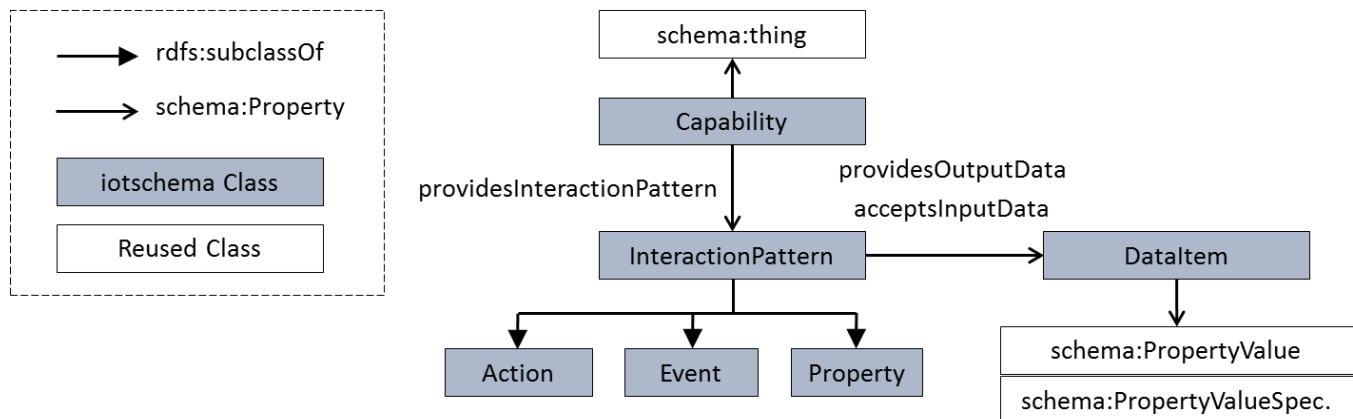 rdfs:subclassOf
schema:Property
iotschema Class
Reused Class
schema:thing
Capability
providesInteractionPattern
providesOutputData
acceptsInputData
InteractionPattern
DataItem
Action
Event
Property
schema:PropertyValue
schema:PropertyValueSpec.